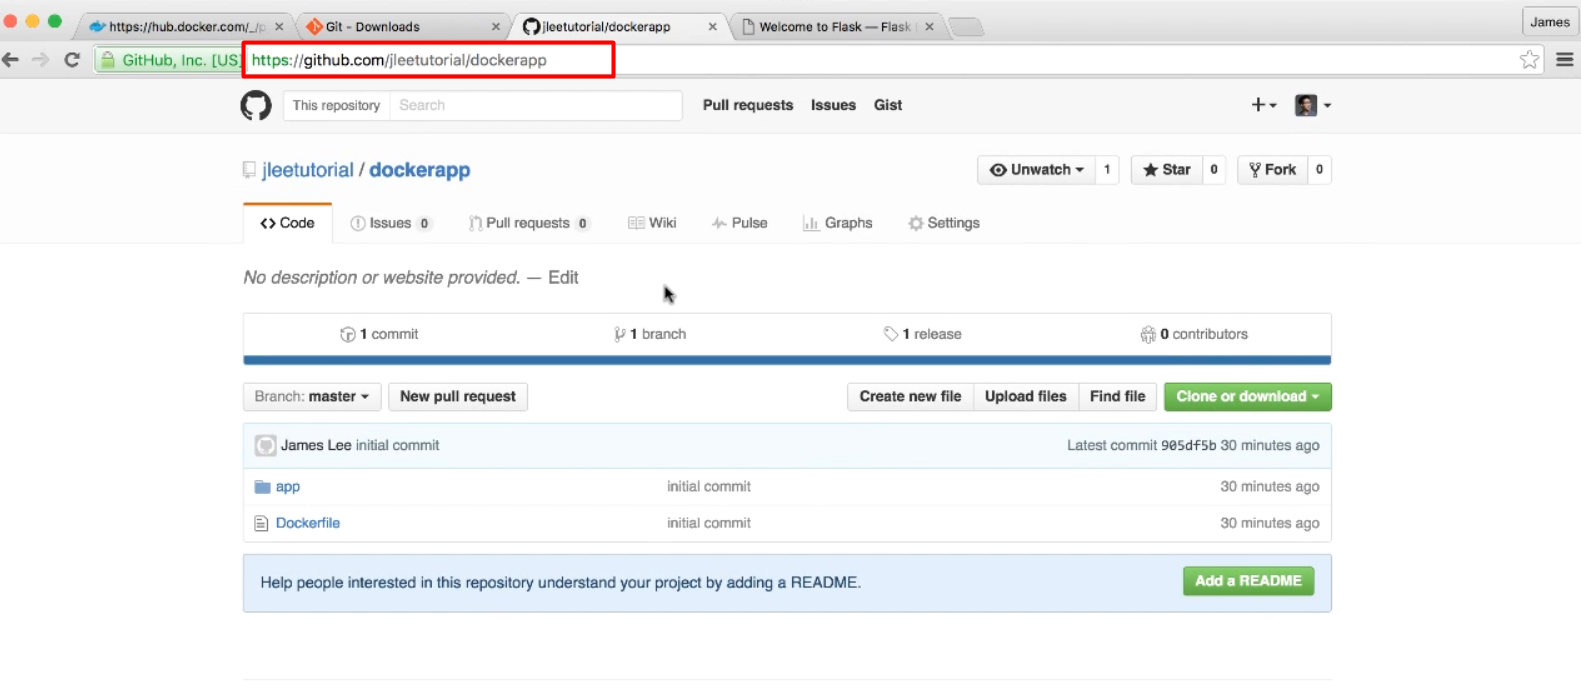 https://hub.docker.com/_/p
Git - Downloads
jleetutorial/dockerapp
Welcome to Flask — Flask
James
GitHub, Inc. [US] https://github.com/jleetutorial/dockerapp
This repository Search Pull requests Issues Gist
jleetutorial / dockerapp Unwatch 1 Star 0 Fork 0
Code Issues 0 Pull requests 0 Wiki Pulse Graphs Settings
No description or website provided. — Edit
1 commit 1 branch 1 release 0 contributors
Branch: master New pull request Create new file Upload files Find file Clone or download
James Lee initial commit Latest commit 905df5b 30 minutes ago
app initial commit 30 minutes ago
Dockerfile initial commit 30 minutes ago
Help people interested in this repository understand your project by adding a README. Add a README